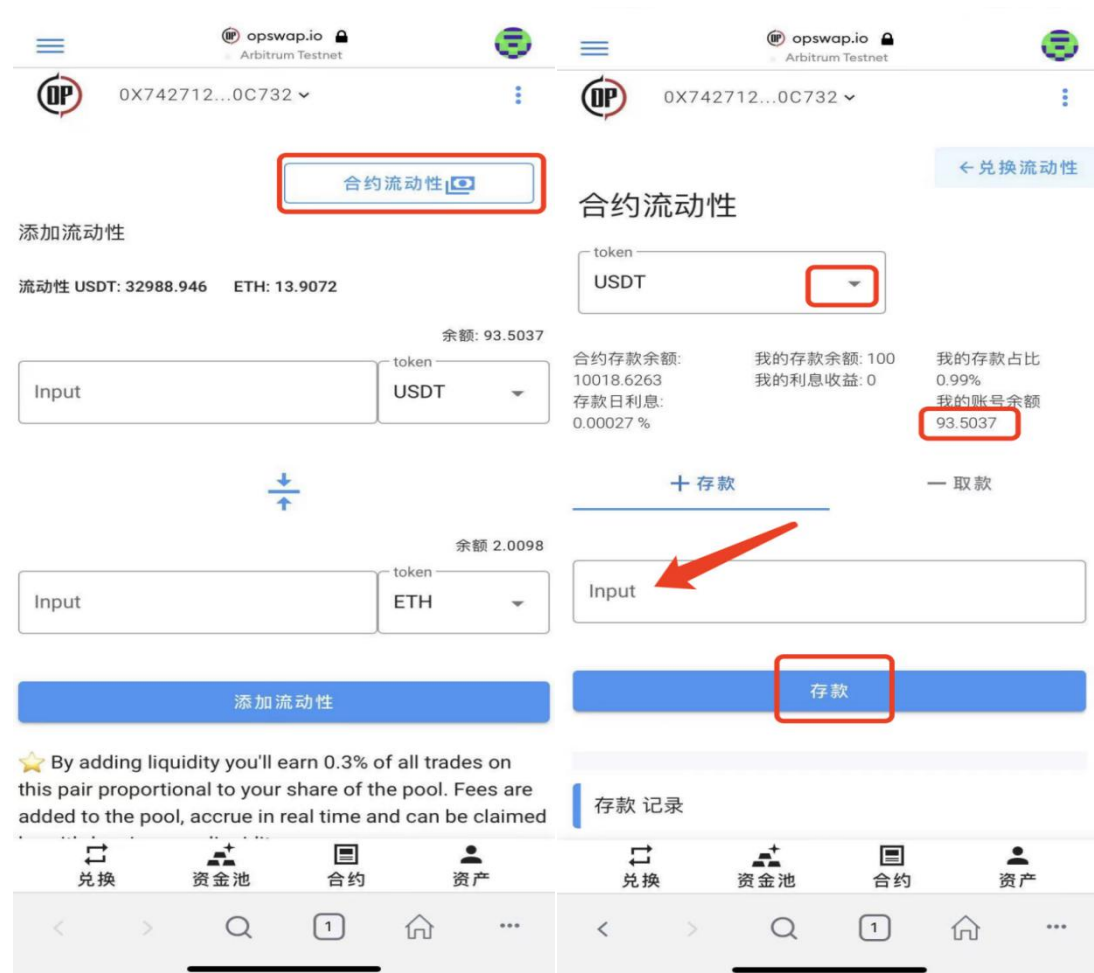 opswap.io
Arbitrum Testnet
OP
0X742712...0C732
合约流动性
添加流动性
流动性 USDT: 32988.946 ETH: 13.9072
余额: 93.5037
token
Input
USDT
余额 2.0098
token
Input
ETH
添加流动性
⭐ By adding liquidity you'll earn 0.3% of all trades on
this pair proportional to your share of the pool. Fees are
added to the pool, accrue in real time and can be claimed
兑换 资金池 合约 资产
1
opswap.io
Arbitrum Testnet
OP
0X742712...0C732
←兑换流动性
合约流动性
token
USDT
合约存款余额:
10018.6263
存款日利息:
0.00027 %
我的存款余额: 100
我的利息收益: 0
我的存款占比
0.99%
我的账号余额
93.5037
+ 存款
— 取款
Input
存款
存款 记录
兑换 资金池 合约 资产
1